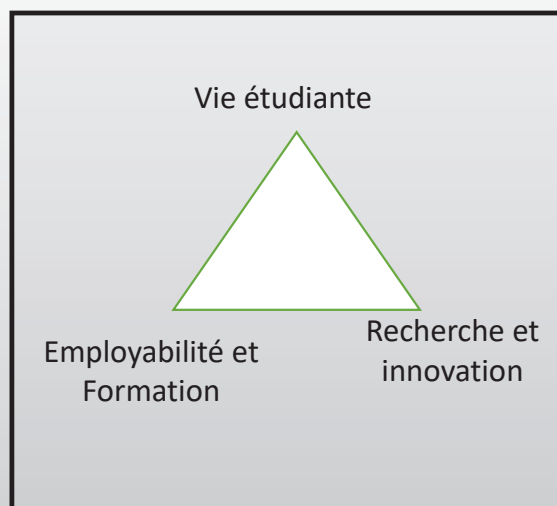 Vie étudiante
Employabilité et
Formation
Recherche et
innovation